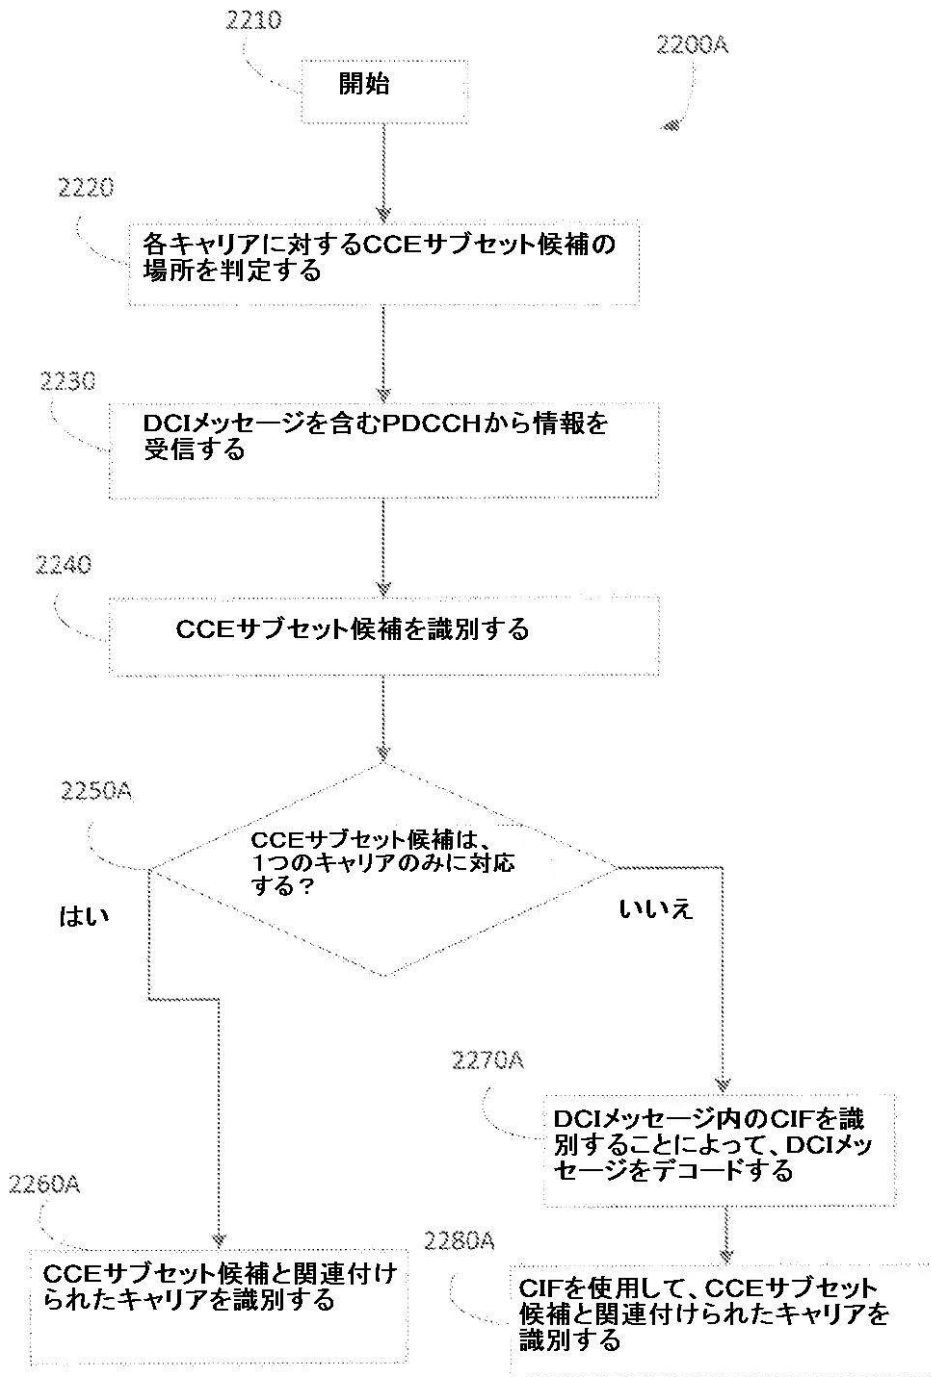 2210
2200A
開始
2220
各キャリアに対するCCEサブセット候補の
場所を判定する
2230
DCIメッセージを含むPDCCHから情報を
受信する
2240
CCEサブセット候補を識別する
2250A
CCEサブセット候補は、
1つのキャリアのみに対応
する?
はい
いいえ
2270A
DCIメッセージ内のCIFを識
別することによって、DCIメッ
セージをデコードする
2260A
CCEサブセット候補と関連付け
られたキャリアを識別する
2280A
CIFを使用して、CCEサブセット
候補と関連付けられたキャリアを
識別する